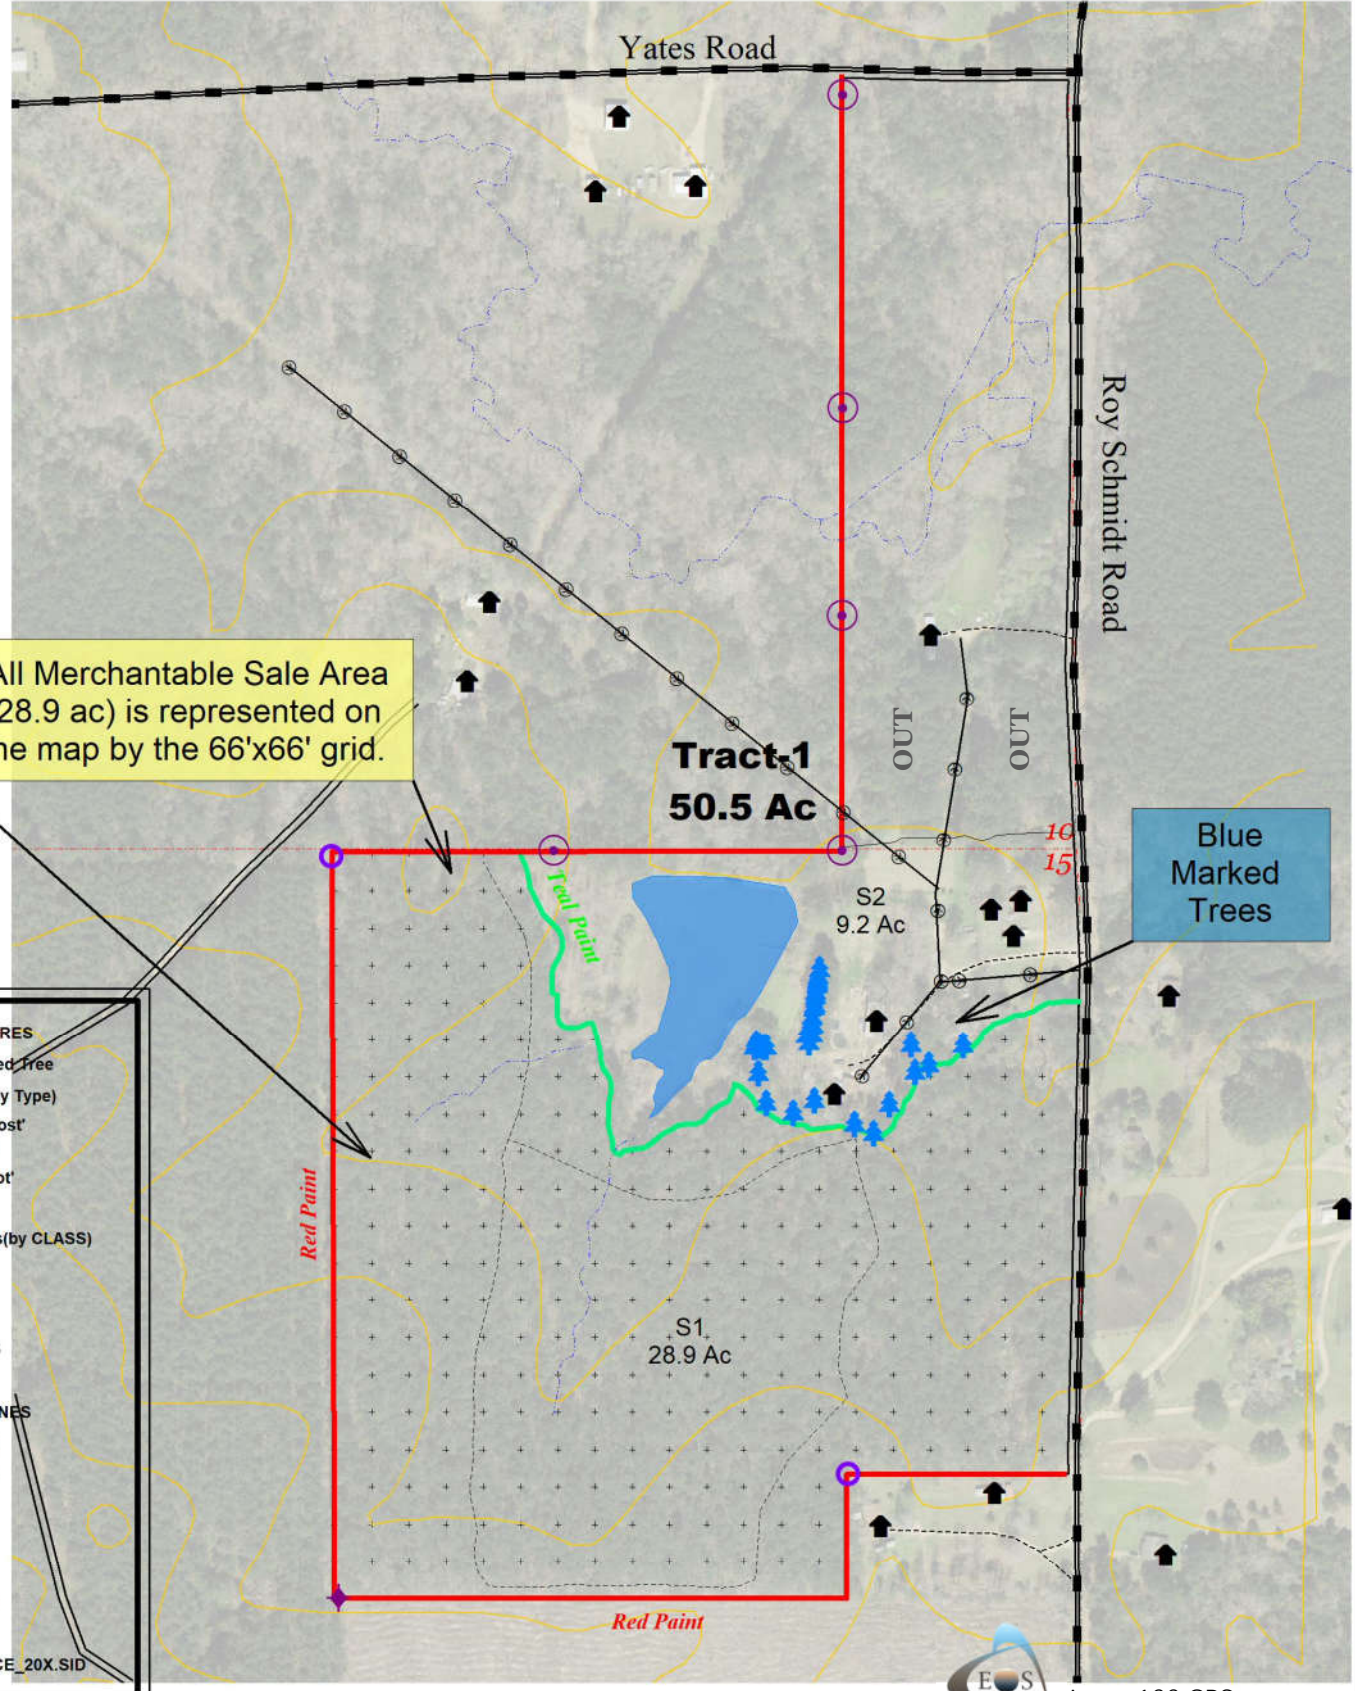 Yates Road
Roy Schmidt Road
All Merchantable Sale Area
28.9 ac) is represented on
he map by the 66'x66' grid.
Tract-1
50.5 Ac
OUT
OUT
10
15
Blue
Marked
Trees
S2
9.2 Ac
Teal Paint
RES
ed Tree
y Type)
ost'
ot'
s(by CLASS)
NES
CE_20X.SID
Red Paint
S1
28.9 Ac
Red Paint
EOS